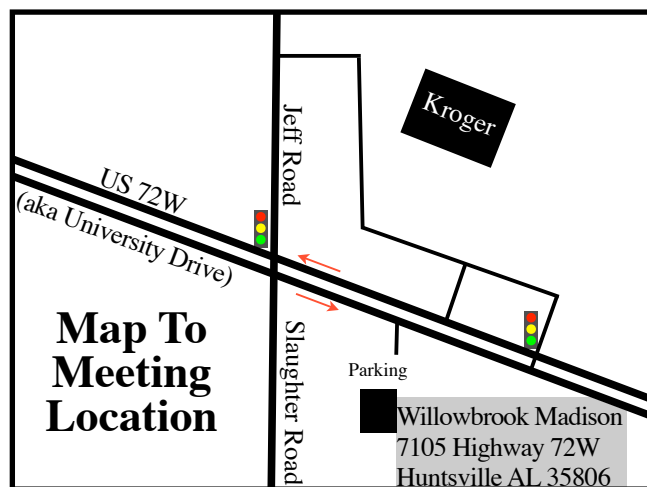 Kroger
Jeff Road
US 72W
(aka University Drive)
Map To
Meeting
Location
Slaughter Road
Parking
Willowbrook Madison
7105 Highway 72W
Huntsville AL 35806